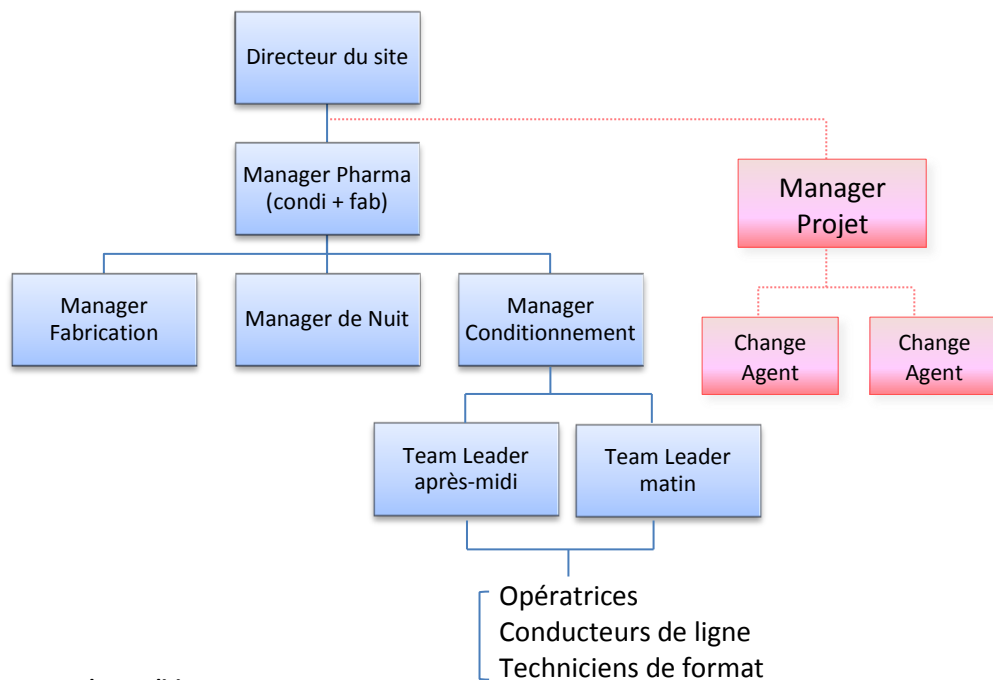 Directeur du site
Manager Pharma
(condi + fab)
Manager
Projet
Manager
Fabrication
Manager de Nuit
Manager
Conditionnement
Change
Agent
Change
Agent
Team Leader
après-midi
Team Leader
matin
Opératrices
Conducteurs de ligne
Techniciens de format